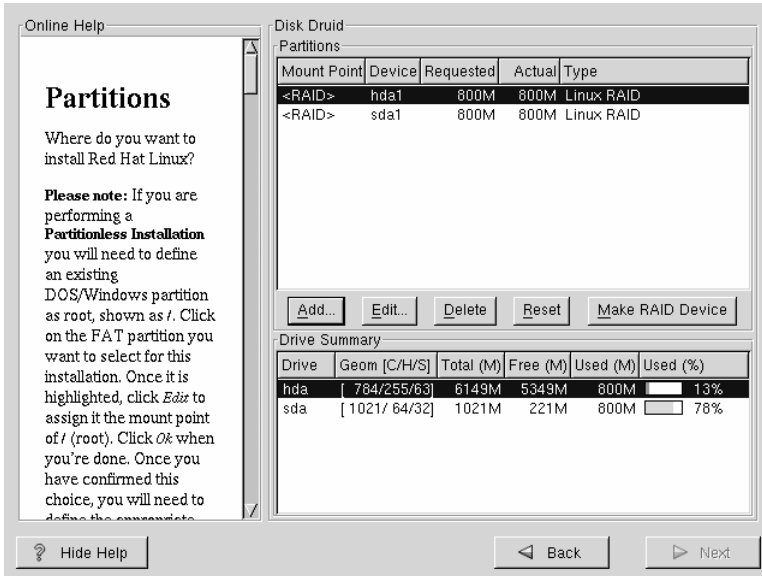 Online Help
Partitions
Where do you want to
install Red Hat Linux?
Please note: If you are
performing a
Partitionless Installation
you will need to define
an existing
DOS/Windows partition
as root, shown as /. Click
on the FAT partition you
want to select for this
installation. Once it is
highlighted, click Edit to
assign it the mount point
of / (root). Click Ok when
you're done. Once you
have confirmed this
choice, you will need to
define the appropriate
Disk Druid
Partitions
Mount Point Device Requested Actual Type
<RAID> hda1 800M 800M Linux RAID
<RAID> sda1 800M 800M Linux RAID
Add... Edit... Delete Reset Make RAID Device
Drive Summary
Drive Geom [C/H/S] Total (M) Free (M) Used (M) Used (%)
hda [ 784/255/63] 6149M 5349M 800M 13%
sda [ 1021/ 64/32] 1021M 221M 800M 78%
Hide Help
Back
Next